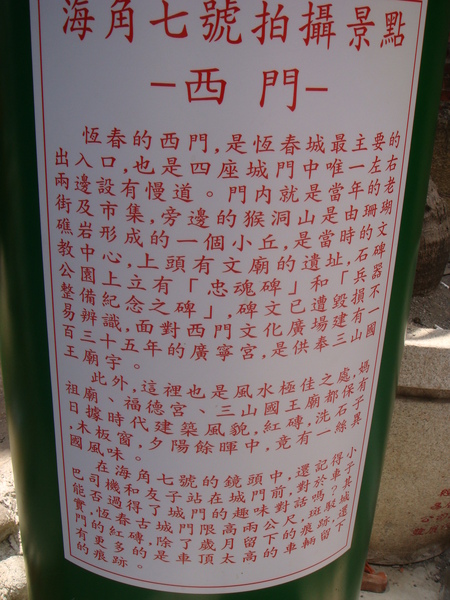 海角七號拍攝景點
–西門–
恆春的西門,是恆春城最主要的
出入口,也是四座城門中唯一左右
兩邊設有慢道。門內就是當年的老
街及市集,旁邊的猴洞山是由珊瑚
礁岩形成的一個小丘,是當時的文
教中心,上頭有文廟的遺址,石碑
公園上立有「忠魂碑」和「兵器
整備紀念之碑」,碑文已遭毀損不
易辨識,面對西門文化廣場建有一
百三十五年的廣寧宮,是供奉三山國
王廟宇。
此外,這裡也是風水極佳之處,媽
祖廟、福德宮、三山國王廟都保有
日據時代建築風貌,紅磚,洗石子
,木板窗,夕陽餘暉中,竟有一絲異
國風味。
在海角七號的鏡頭中,還記得小
巴司機和友子站在城門前,對於車子
能否過得了城門的趣味對話嗎?其
實,恆春古城門限高兩公尺,斑駁城
門的紅磚,除了歲月留下的痕跡,還
有更多的是車頂太高的車輛留下
的痕跡。